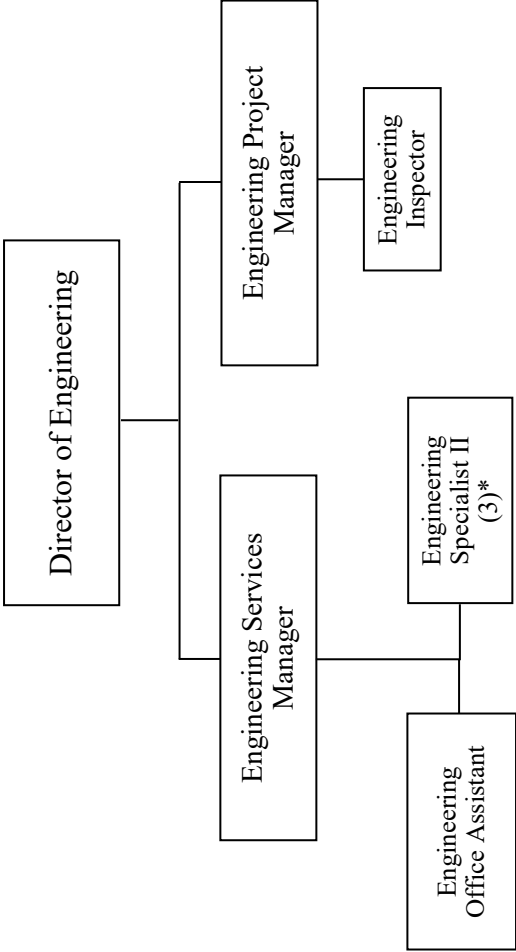 Director of Engineering
Engineering Services
Manager
Engineering Project
Manager
Engineering
Office Assistant
Engineering
Specialist II
(3)*
Engineering
Inspector